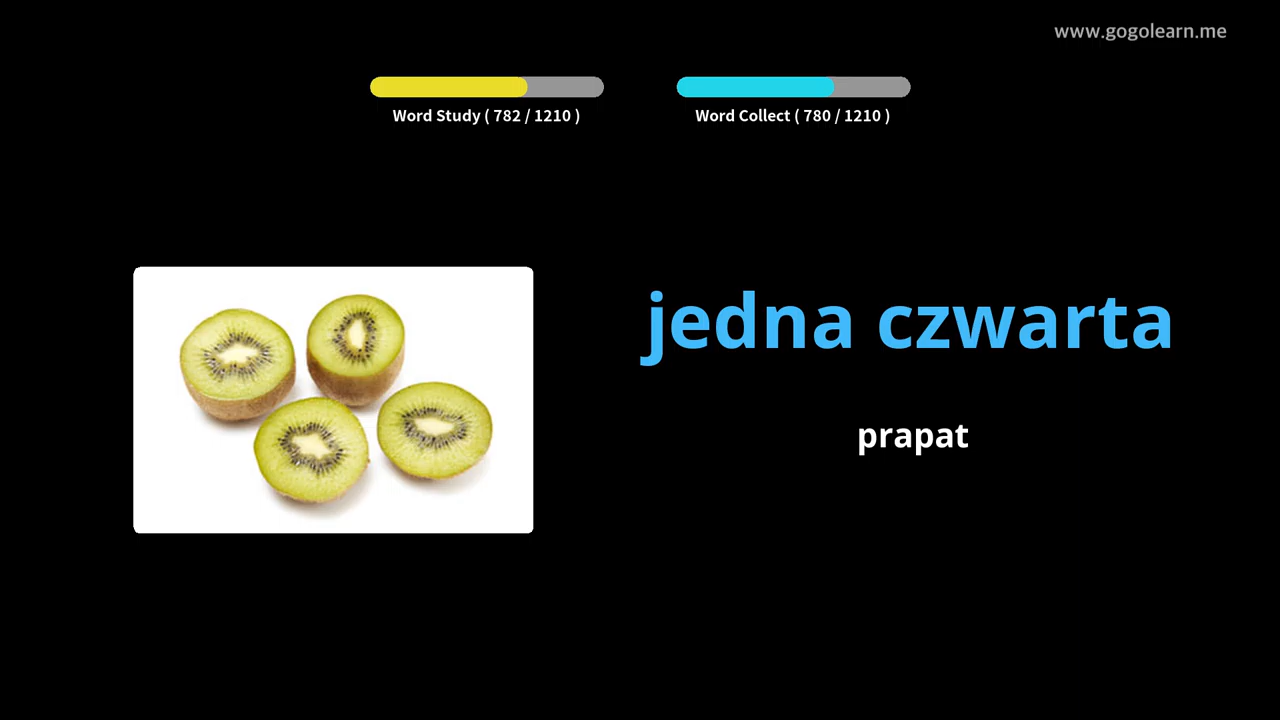 www.gogolearn.me
Word Study ( 782 / 1210 )
Word Collect ( 780 / 1210 )
jedna czwarta
prapat